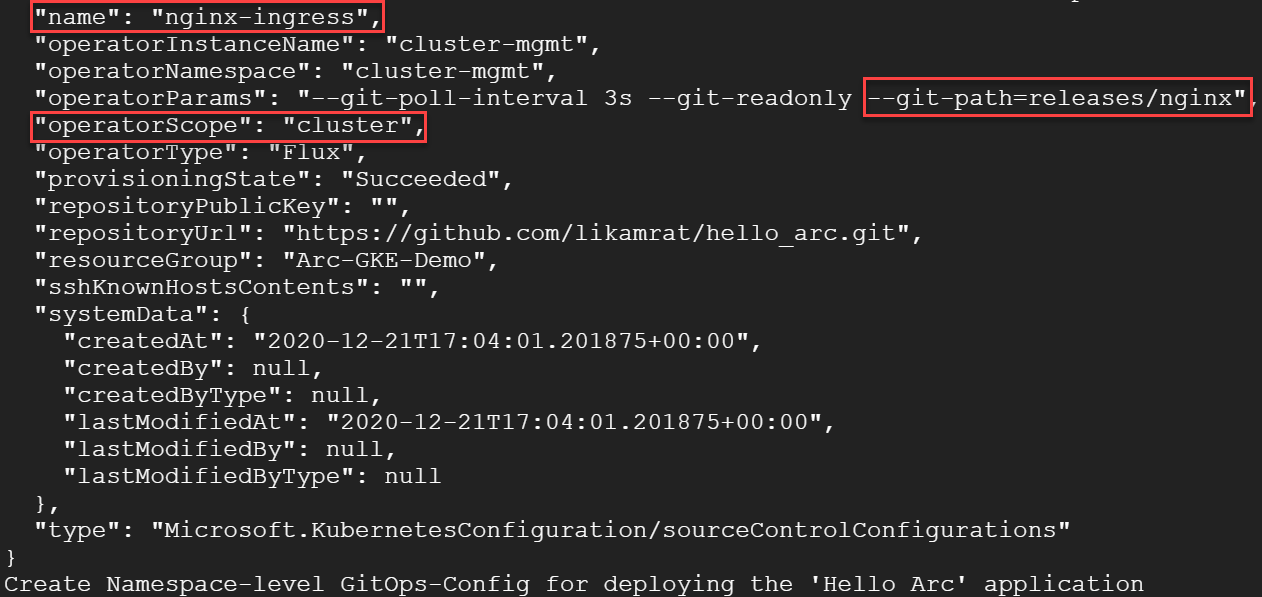 "name": "nginx-ingress",
"operatorInstanceName": "cluster-mgmt",
"operatorNamespace": "cluster-mgmt",
"operatorParams": "--git-poll-interval 3s --git-readonly --git-path=releases/nginx",
"operatorScope": "cluster",
"operatorType": "Flux",
"provisioningState": "Succeeded",
"repositoryPublicKey": "",
"repositoryUrl": "https://github.com/likamrat/hello_arc.git",
"resourceGroup": "Arc-GKE-Demo",
"sshKnownHostsContents": "",
"systemData": {
"createdAt": "2020-12-21T17:04:01.201875+00:00",
"createdBy": null,
"createdByType": null,
"lastModifiedAt": "2020-12-21T17:04:01.201875+00:00",
"lastModifiedBy": null,
"lastModifiedByType": null
},
"type": "Microsoft.KubernetesConfiguration/sourceControlConfigurations"
}
Create Namespace-level GitOps-Config for deploying the 'Hello Arc' application